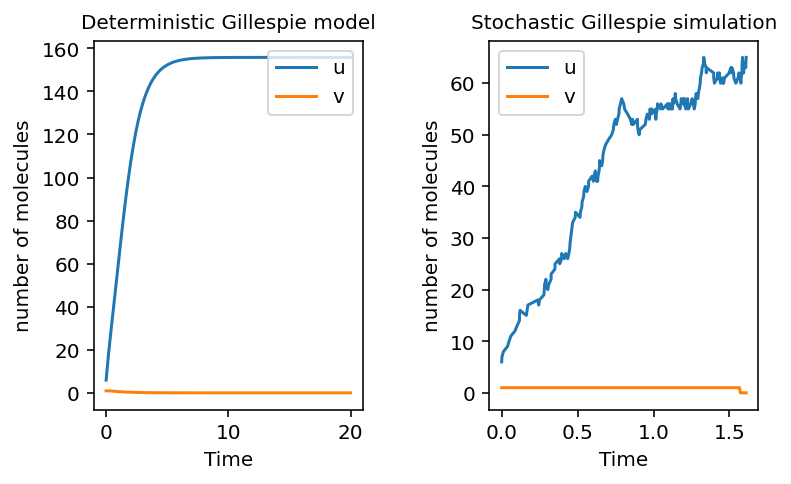 Deterministic Gillespie model
number of molecules
160
140
120
100
80
60
40
20
0
u
v
0
10
20
Time
Stochastic Gillespie simulation
number of molecules
60
50
40
30
20
10
0
u
v
0.0
0.5
1.0
1.5
Time